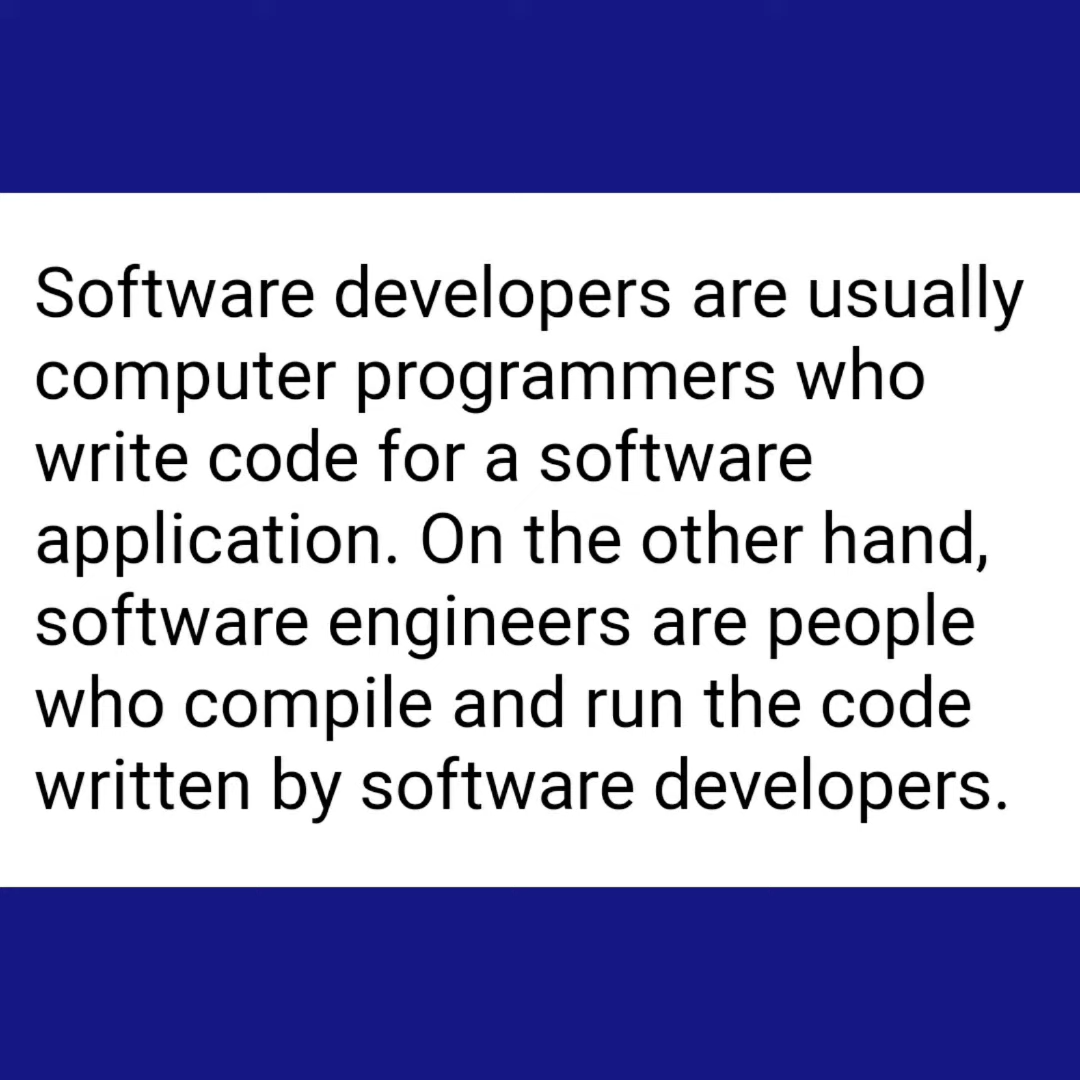 Software developers are usually
computer programmers who
write code for a software
application. On the other hand,
software engineers are people
who compile and run the code
written by software developers.